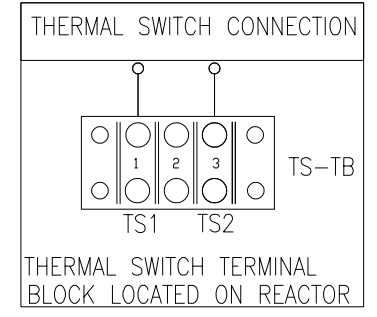 THERMAL SWITCH CONNECTION
1 2 3
TS-TB
TS1 TS2
THERMAL SWITCH TERMINAL
BLOCK LOCATED ON REACTOR